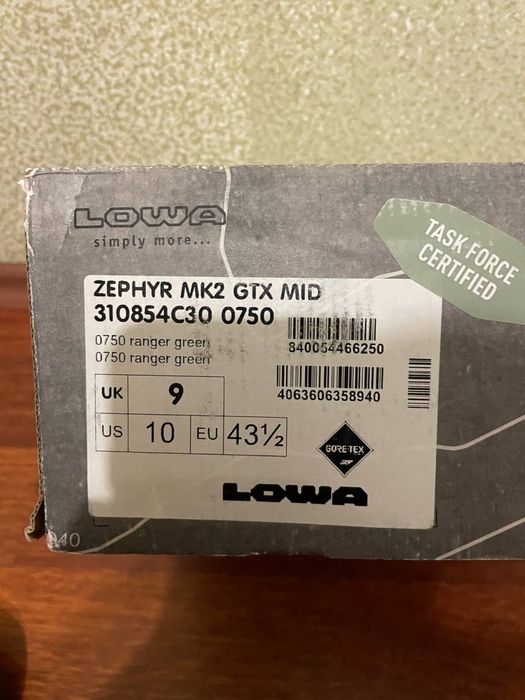 LOWA
simply more...
TASK FORCE
CERTIFIED
ZEPHYR MK2 GTX MID
310854C30 0750
0750 ranger green
0750 ranger green
840054466250
4063606358940
UK 9
US 10 EU 43½
GORE-TEX
LOWA